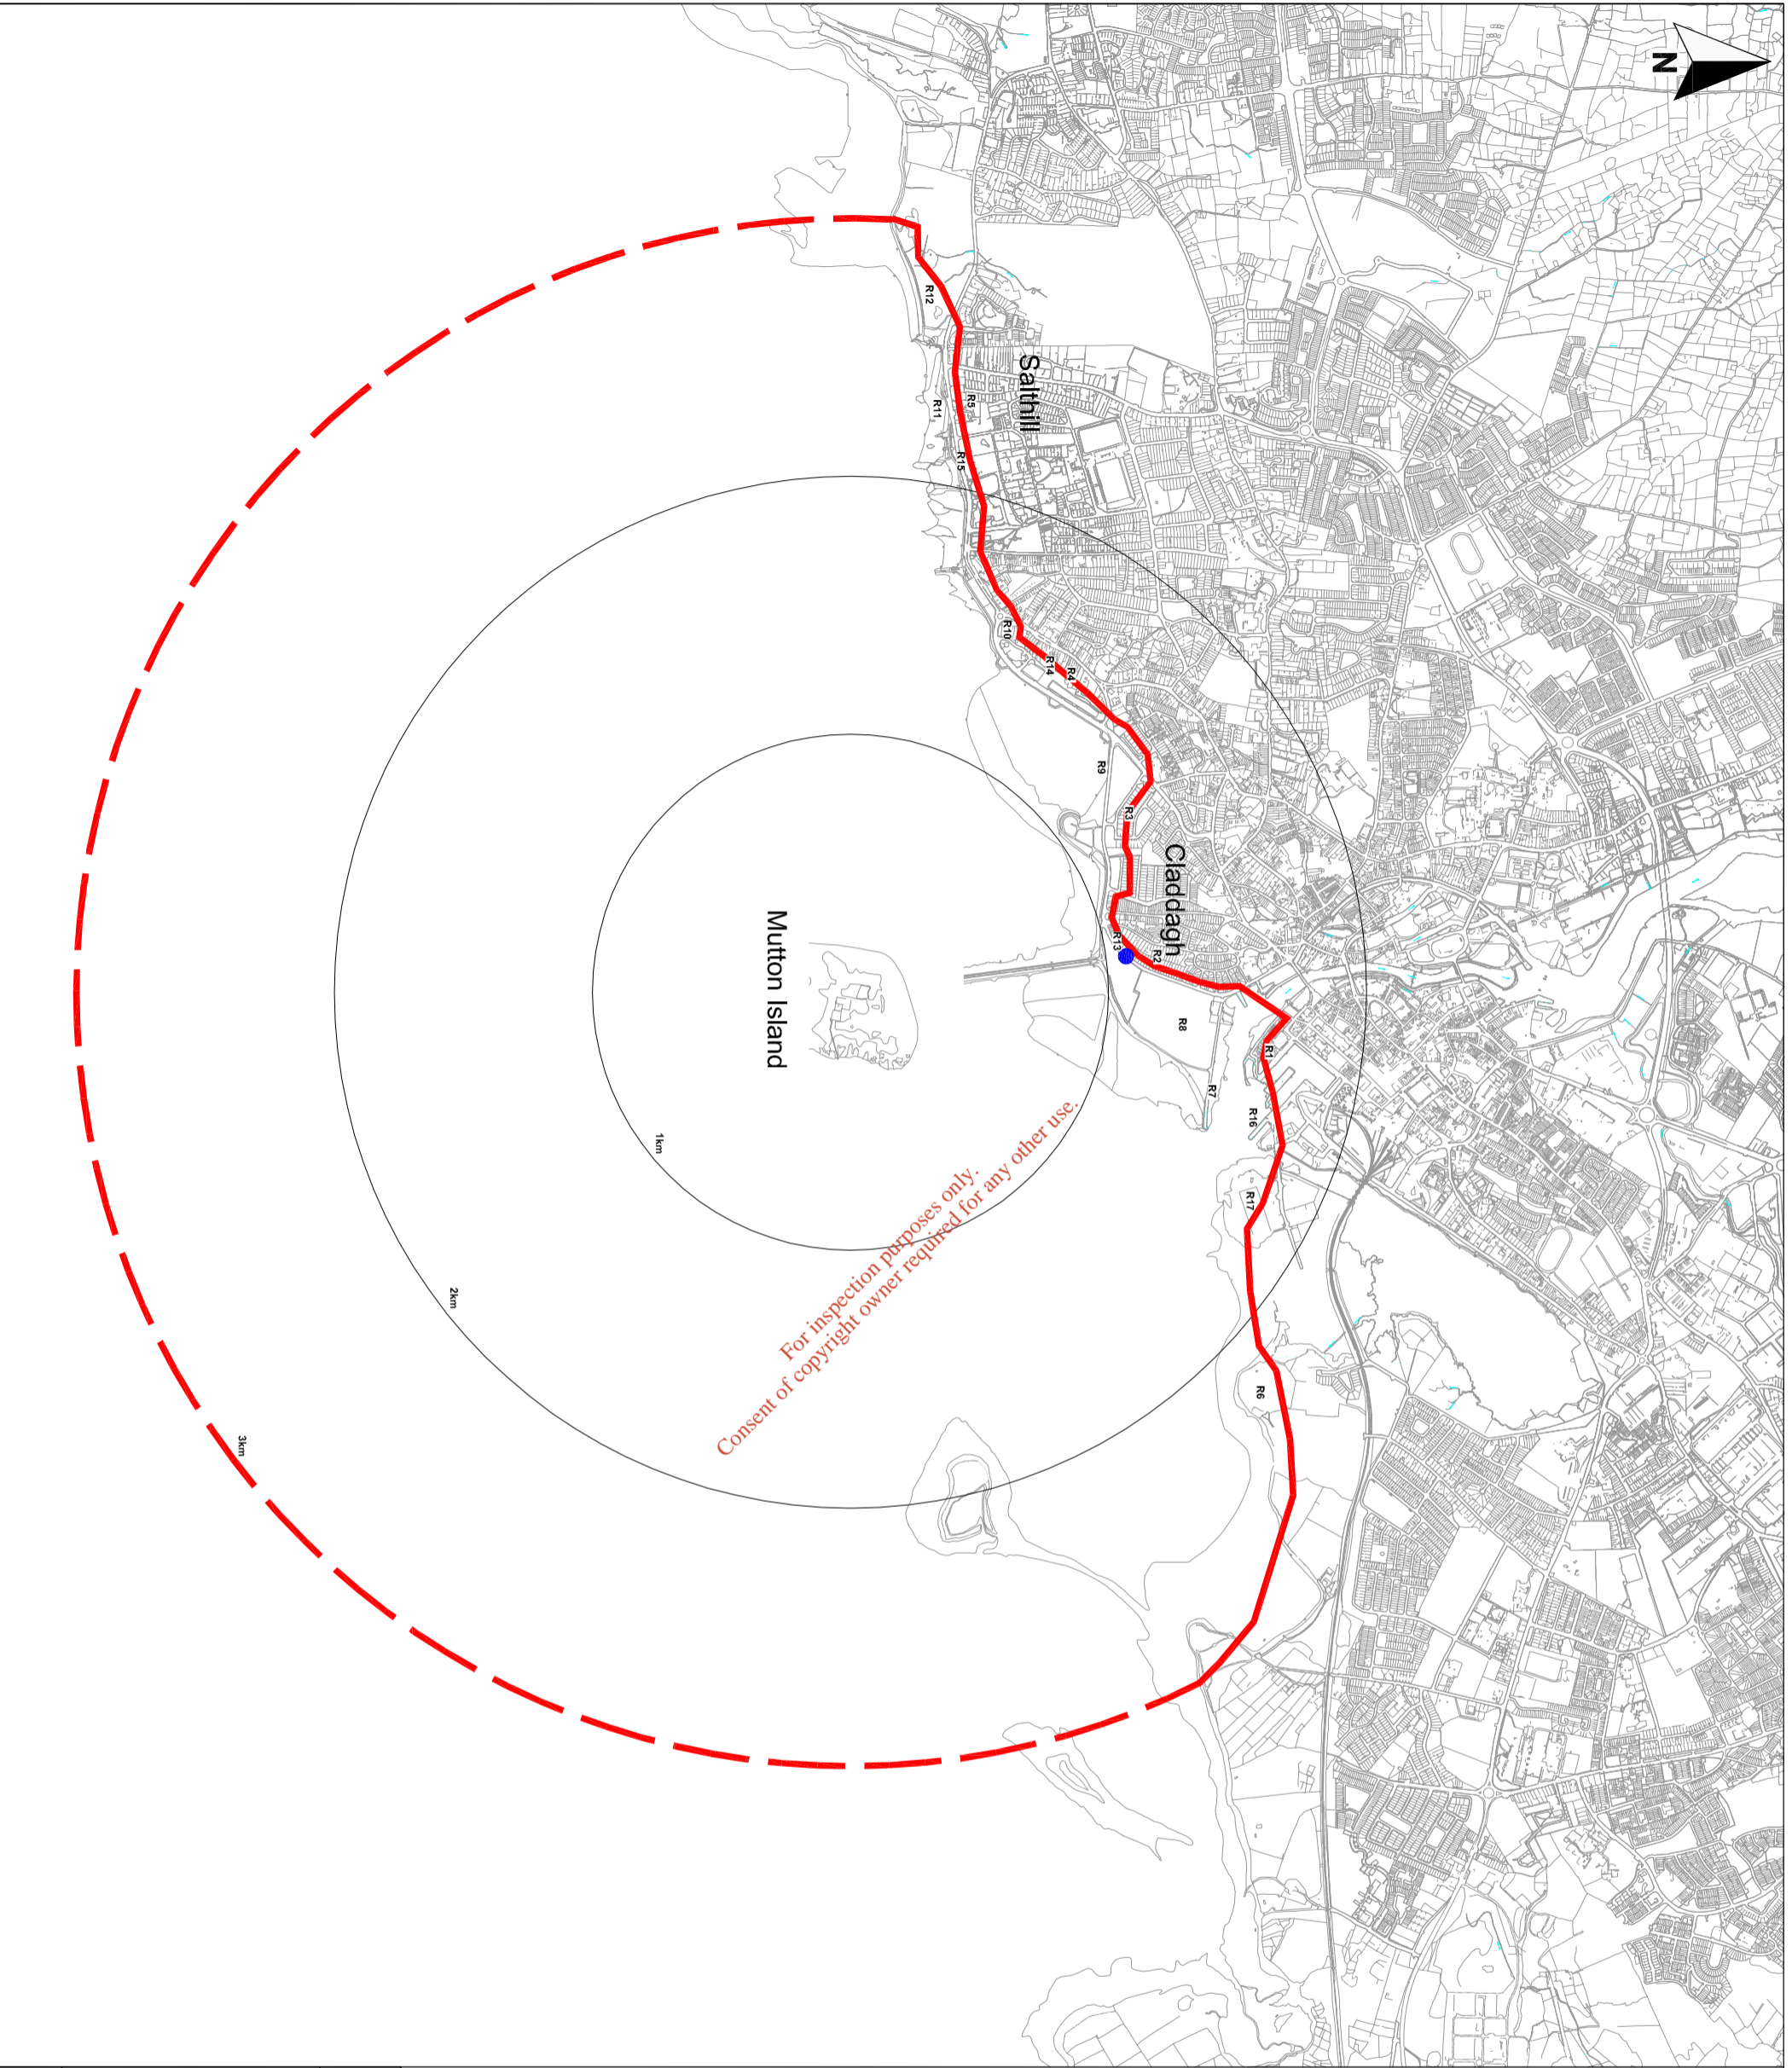 N
Salthill
Claddagh
Mutton Island
R12
R11
R5
R15
R10
R14
R4
R9
R3
R13
R2
R8
R7
R1
R16
R17
R6
1km
2km
3km
For inspection purposes only.
Consent of copyright owner required for any other use.